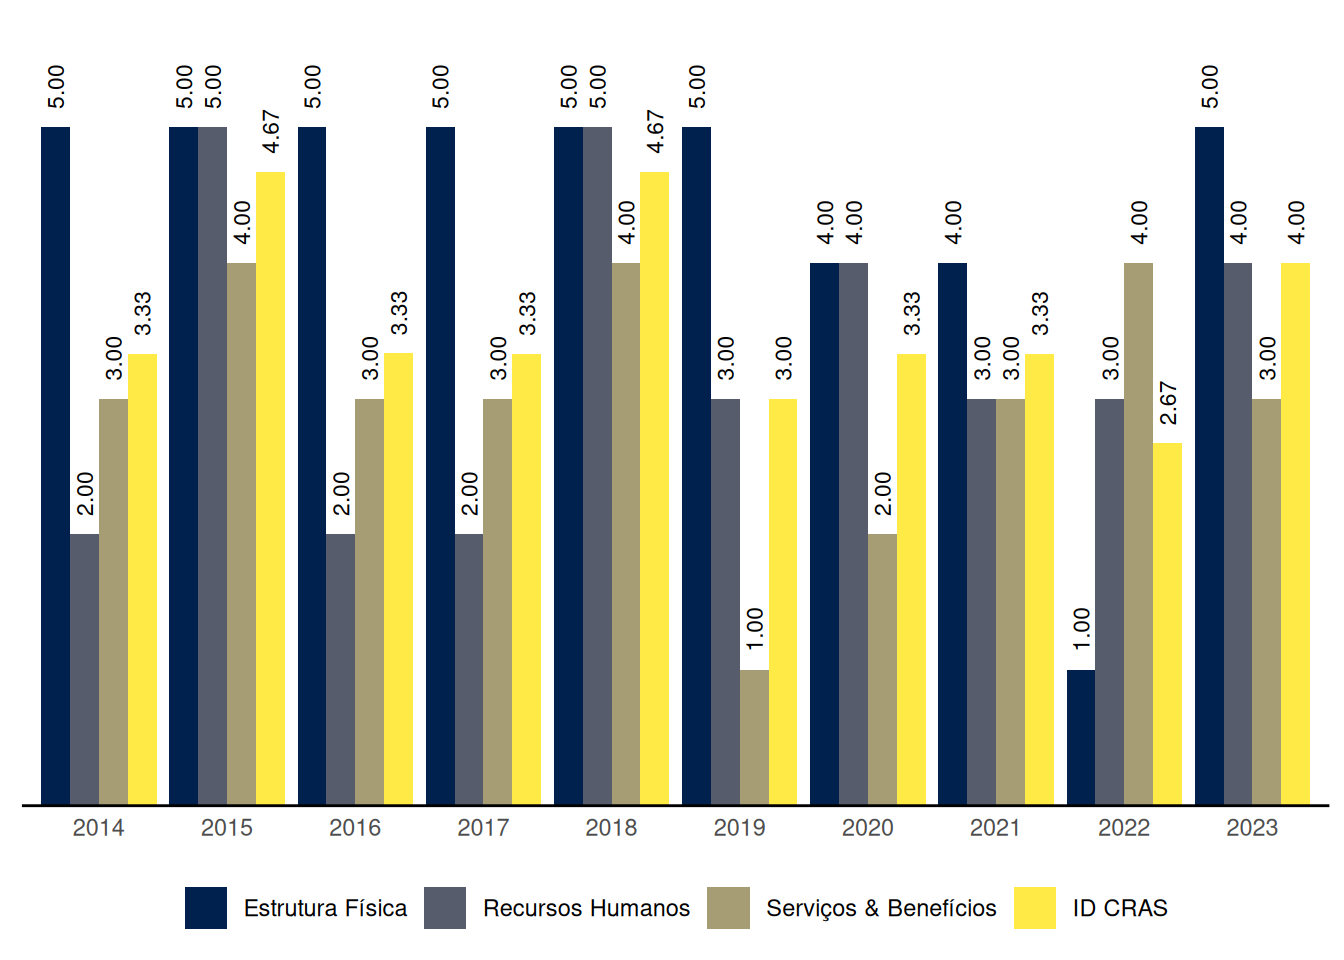 5.00 2.00 3.00 3.33 5.00 5.00 4.00 4.67 5.00 2.00 3.00 3.33 5.00 2.00 3.00 3.33 5.00 5.00 4.00 4.67 5.00 3.00 1.00 3.00 4.00 4.00 2.00 3.33 4.00 3.00 3.00 3.33 1.00 3.00 4.00 2.67 5.00 4.00 3.00 4.00
2014 2015 2016 2017 2018 2019 2020 2021 2022 2023
Estrutura Física Recursos Humanos Serviços & Benefícios ID CRAS